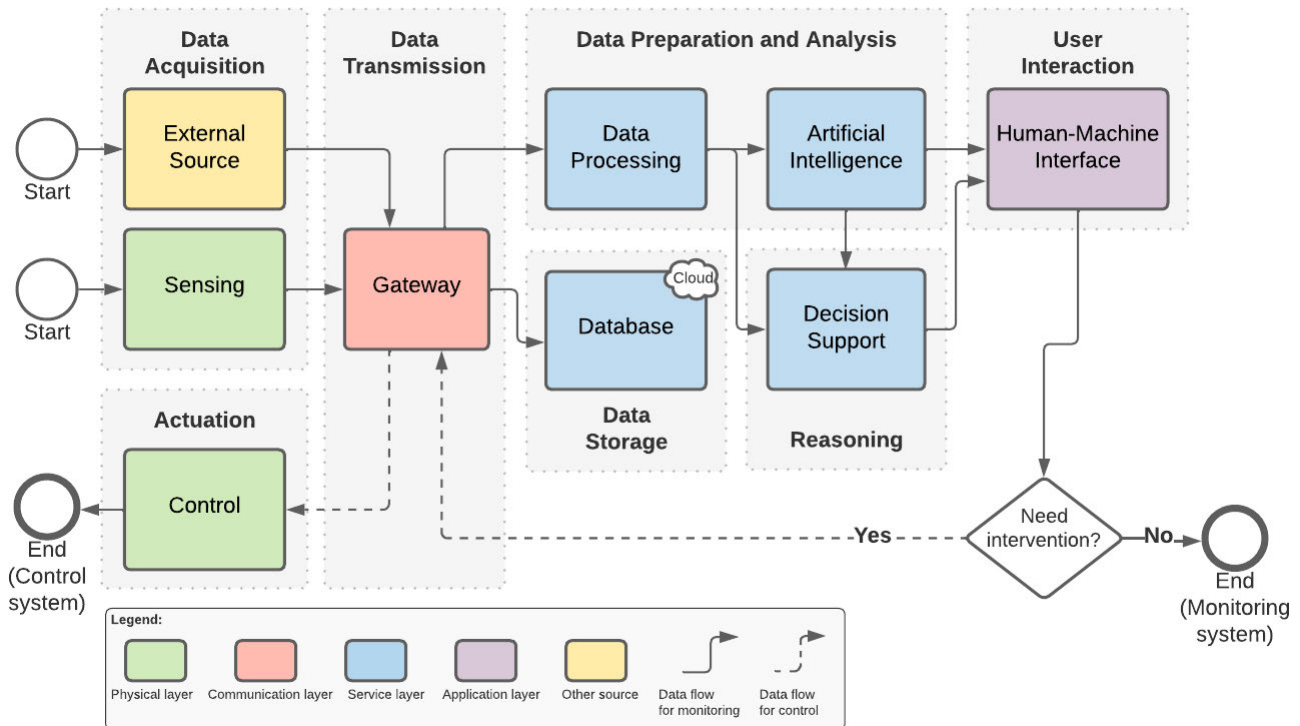 Data
Acquisition
Data
Transmission
Data Preparation and Analysis
User
Interaction
External
Source
Data
Processing
Artificial
Intelligence
Human-Machine
Interface
Start
Sensing
Gateway
Cloud
Database
Decision
Support
Start
Data
Storage
Reasoning
Actuation
Control
End
(Control
system)
Need
intervention?
Yes
No
End
(Monitoring
system)
Legend:
Physical layer
Communication layer
Service layer
Application layer
Other source
Data flow
for monitoring
Data flow
for control